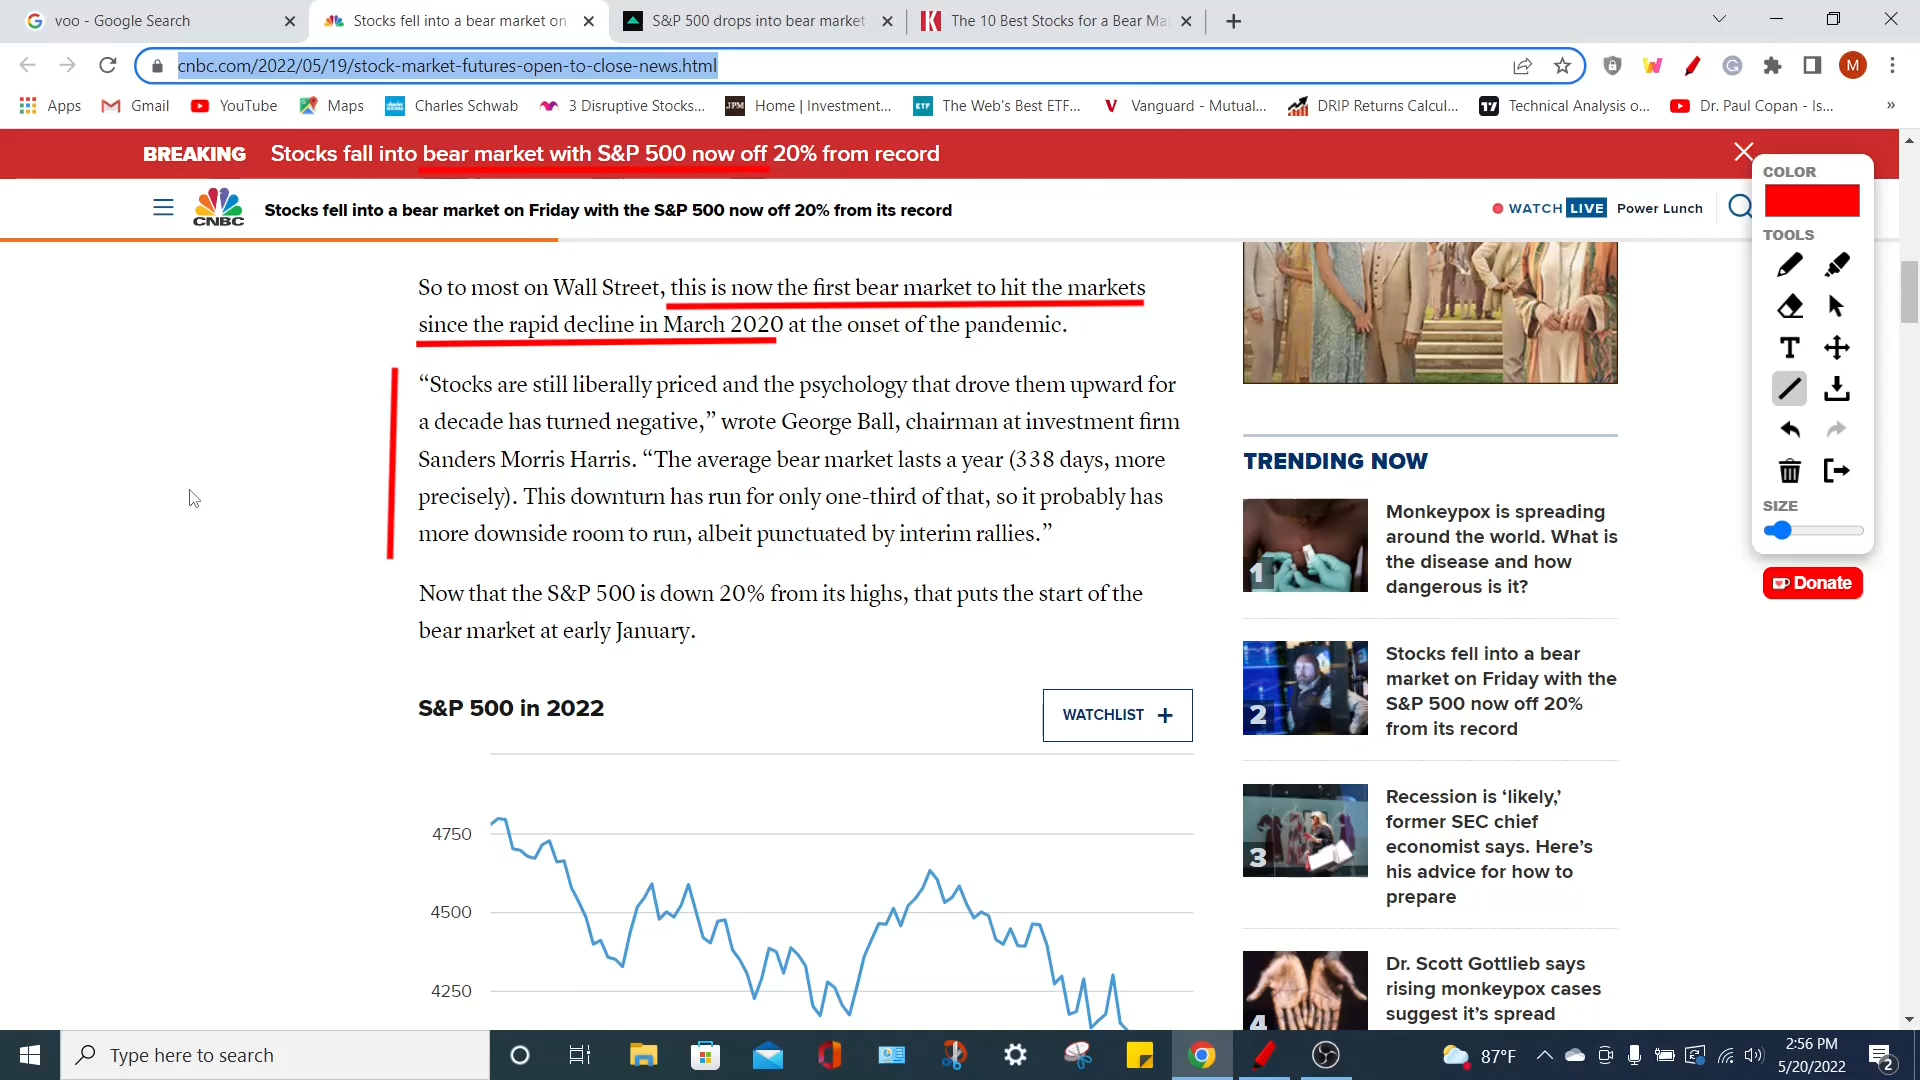 voo - Google Search
Stocks fell into a bear market on
S&P 500 drops into bear market
The 10 Best Stocks for a Bear Ma
cnbc.com/2022/05/19/stock-market-futures-open-to-close-news.html
M
Apps
Gmail
YouTube
Maps
Charles Schwab
3 Disruptive Stocks...
JPM
Home | Investment...
ETF
The Web's Best ETF...
Vanguard - Mutual...
DRIP Returns Calcul...
Technical Analysis o...
Dr. Paul Copan - Is...
»
BREAKING Stocks fall into bear market with S&P 500 now off 20% from record
CNBC
Stocks fell into a bear market on Friday with the S&P 500 now off 20% from its record
WATCH LIVE Power Lunch
COLOR
TOOLS
SIZE
Donate
So to most on Wall Street, this is now the first bear market to hit the markets
since the rapid decline in March 2020 at the onset of the pandemic.
“Stocks are still liberally priced and the psychology that drove them upward for
a decade has turned negative,” wrote George Ball, chairman at investment firm
Sanders Morris Harris. “The average bear market lasts a year (338 days, more
precisely). This downturn has run for only one-third of that, so it probably has
more downside room to run, albeit punctuated by interim rallies.”
Now that the S&P 500 is down 20% from its highs, that puts the start of the
bear market at early January.
S&P 500 in 2022
WATCHLIST +
4750
4500
4250
TRENDING NOW
1
Monkeypox is spreading
around the world. What is
the disease and how
dangerous is it?
2
Stocks fell into a bear
market on Friday with the
S&P 500 now off 20%
from its record
3
Recession is ‘likely,’
former SEC chief
economist says. Here’s
his advice for how to
prepare
4
Dr. Scott Gottlieb says
rising monkeypox cases
suggest it’s spread
Type here to search
87°F
2:56 PM
5/20/2022
2